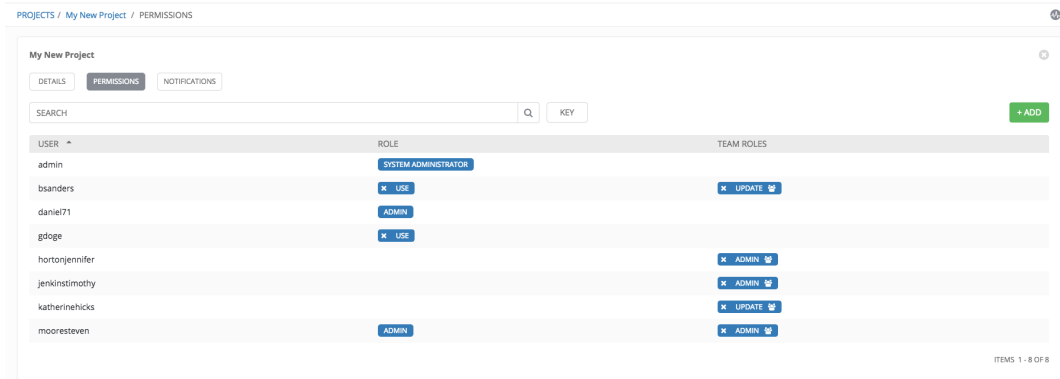 PROJECTS / My New Project / PERMISSIONS
My New Project
DETAILS PERMISSIONS NOTIFICATIONS
SEARCH KEY + ADD
USER ROLE TEAM ROLES
admin SYSTEM ADMINISTRATOR
bsanders × USE × UPDATE
daniel71 ADMIN
gdoge × USE
hortonjennifer × ADMIN
jenkinstimothy × ADMIN
katherinehicks × UPDATE
mooresteven ADMIN × ADMIN
ITEMS 1 - 8 OF 8